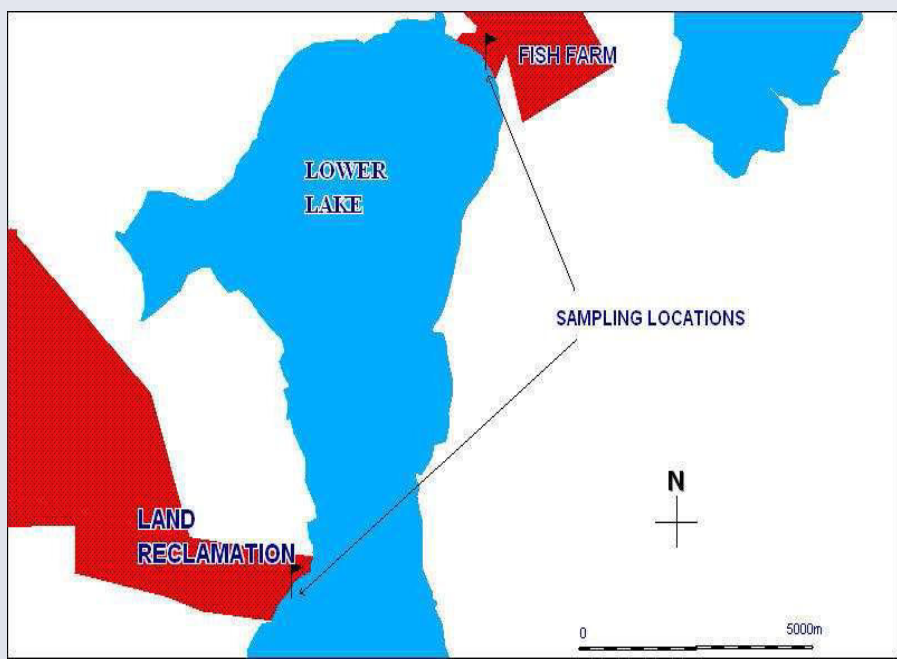 FISH FARM
LOWER
LAKE
SAMPLING LOCATIONS
N
LAND
RECLAMATION
0 5000m